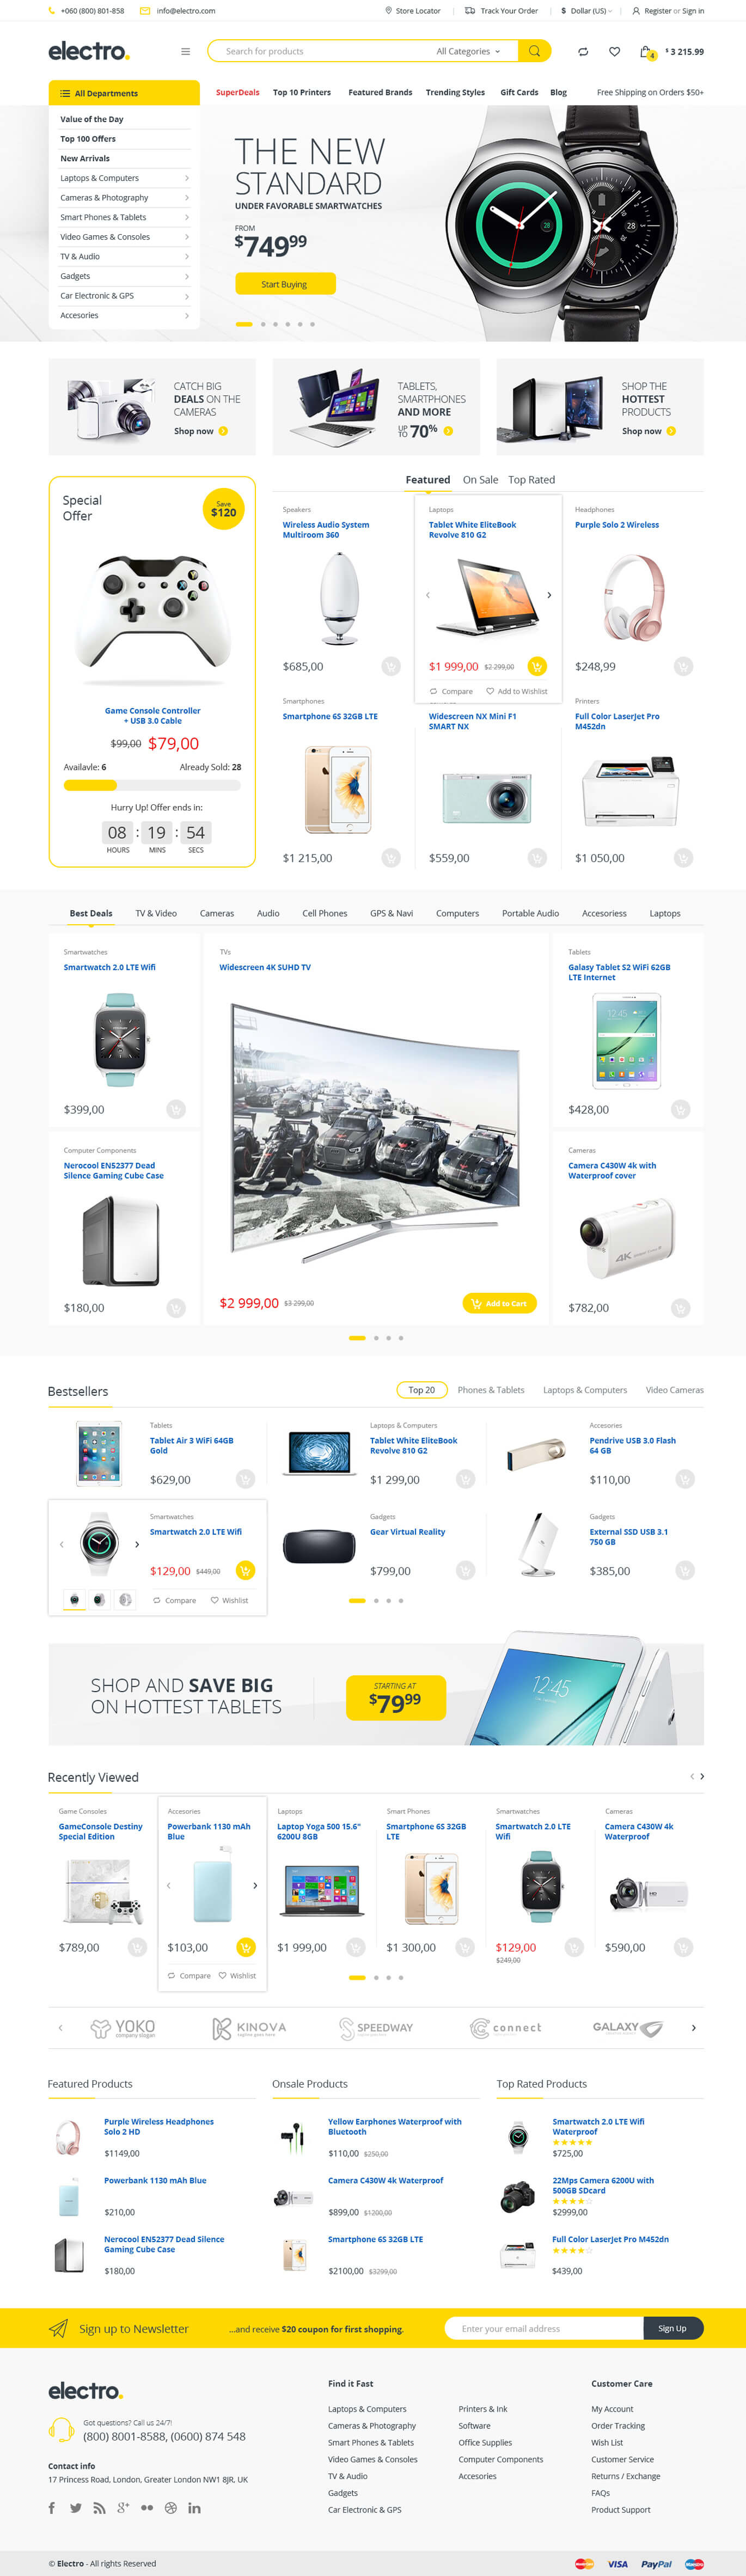 +060 (800) 801-858
info@electro.com
Store Locator
Track Your Order
$ Dollar (US)
Register or Sign in
electro.
Search for products
All Categories
4
$ 3 215.99
All Departments
SuperDeals
Top 10 Printers
Featured Brands
Trending Styles
Gift Cards
Blog
Free Shipping on Orders $50+
Value of the Day
Top 100 Offers
New Arrivals
Laptops & Computers
Cameras & Photography
Smart Phones & Tablets
Video Games & Consoles
TV & Audio
Gadgets
Car Electronic & GPS
Accesories
THE NEW
STANDARD
UNDER FAVORABLE SMARTWATCHES
FROM
$749 99
Start Buying
28
28
CATCH BIG
DEALS ON THE
CAMERAS
Shop now
TABLETS,
SMARTPHONES
AND MORE
UP TO 70%
SHOP THE
HOTTEST
PRODUCTS
Shop now
Special
Offer
Save
$120
Game Console Controller
+ USB 3.0 Cable
$99,00 $79,00
Availavle: 6
Already Sold: 28
Hurry Up! Offer ends in:
08 : 19 : 54
HOURS MINS SECS
Featured
On Sale
Top Rated
Speakers
Wireless Audio System
Multiroom 360
$685,00
Laptops
Tablet White EliteBook
Revolve 810 G2
$1 999,00 $2 299,00
Compare
Add to Wishlist
Headphones
Purple Solo 2 Wireless
$248,99
Smartphones
Smartphone 6S 32GB LTE
$1 215,00
Widescreen NX Mini F1
SMART NX
$559,00
Printers
Full Color LaserJet Pro
M452dn
$1 050,00
Best Deals
TV & Video
Cameras
Audio
Cell Phones
GPS & Navi
Computers
Portable Audio
Accesoriess
Laptops
Smartwatches
Smartwatch 2.0 LTE Wifi
$399,00
Computer Components
Nerocool EN52377 Dead
Silence Gaming Cube Case
$180,00
TVs
Widescreen 4K SUHD TV
$2 999,00 $3 299,00
Add to Cart
Tablets
Galasy Tablet S2 WiFi 62GB
LTE Internet
12:45
$428,00
Cameras
Camera C430W 4k with
Waterproof cover
4K
$782,00
Bestsellers
Top 20
Phones & Tablets
Laptops & Computers
Video Cameras
Tablets
Tablet Air 3 WiFi 64GB
Gold
$629,00
Laptops & Computers
Tablet White EliteBook
Revolve 810 G2
$1 299,00
Accesories
Pendrive USB 3.0 Flash
64 GB
$110,00
Smartwatches
Smartwatch 2.0 LTE Wifi
$129,00 $449,00
Compare
Wishlist
Gadgets
Gear Virtual Reality
$799,00
Gadgets
External SSD USB 3.1
750 GB
$385,00
SHOP AND SAVE BIG
ON HOTTEST TABLETS
STARTING AT
$79 99
12:45
Recently Viewed
Game Consoles
GameConsole Destiny
Special Edition
$789,00
Accesories
Powerbank 1130 mAh
Blue
$103,00
Compare
Wishlist
Laptops
Laptop Yoga 500 15.6"
6200U 8GB
$1 999,00
Smart Phones
Smartphone 6S 32GB
LTE
$1 300,00
Smartwatches
Smartwatch 2.0 LTE
Wifi
$129,00
$249,00
Cameras
Camera C430W 4k
Waterproof
$590,00
YOKO
company slogan
KINOVA
tagline goes here
SPEEDWAY
connect
GALAXY
Featured Products
Purple Wireless Headphones
Solo 2 HD
$1149,00
Powerbank 1130 mAh Blue
$210,00
Nerocool EN52377 Dead Silence
Gaming Cube Case
$180,00
Onsale Products
Yellow Earphones Waterproof with
Bluetooth
$110,00 $250,00
Camera C430W 4k Waterproof
$899,00 $1200,00
Smartphone 6S 32GB LTE
$2100,00 $3299,00
Top Rated Products
Smartwatch 2.0 LTE Wifi
Waterproof
$725,00
22Mps Camera 6200U with
500GB SDcard
$2999,00
Full Color LaserJet Pro M452dn
$439,00
Sign up to Newsletter
...and receive $20 coupon for first shopping.
Enter your email address
Sign Up
electro.
Got questions? Call us 24/7!
(800) 8001-8588, (0600) 874 548
Contact info
17 Princess Road, London, Greater London NW1 8JR, UK
Find it Fast
Laptops & Computers
Cameras & Photography
Smart Phones & Tablets
Video Games & Consoles
TV & Audio
Gadgets
Car Electronic & GPS
Printers & Ink
Software
Office Supplies
Computer Components
Accesories
Customer Care
My Account
Order Tracking
Wish List
Customer Service
Returns / Exchange
FAQs
Product Support
© Electro - All rights Reserved
VISA
PayPal